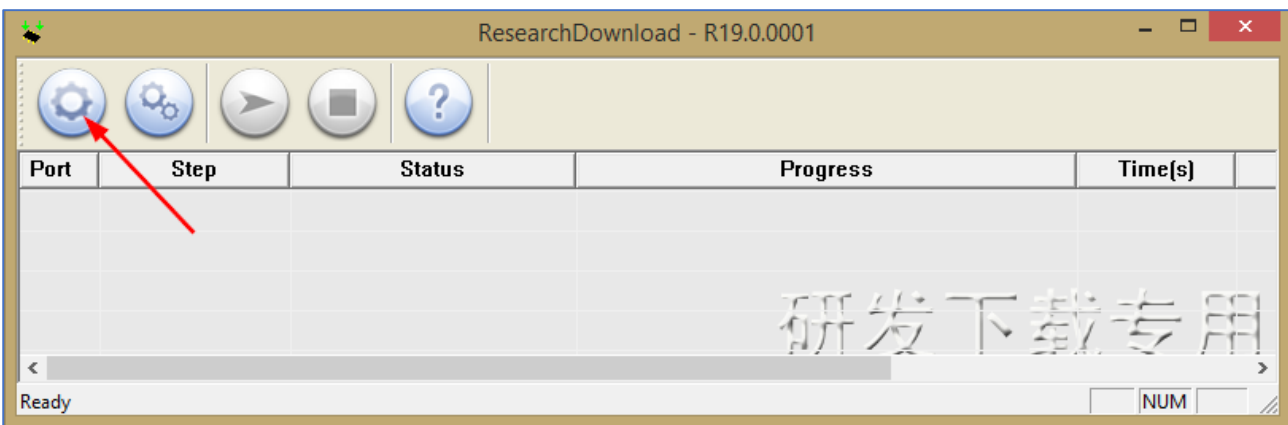 ResearchDownload - R19.0.0001
?
Port Step Status Progress Time(s)
研发下载专用
Ready NUM